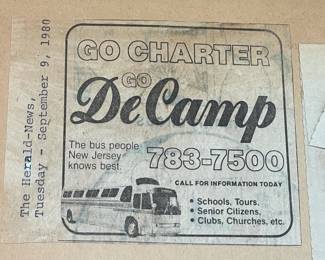 The Herald-News,
Tuesday - September 9, 1980
GO CHARTER
GO
DeCamp
The bus people
New Jersey
knows best.
783-7500
CALL FOR INFORMATION TODAY
• Schools, Tours.
• Senior Citizens,
• Clubs, Churches, etc.